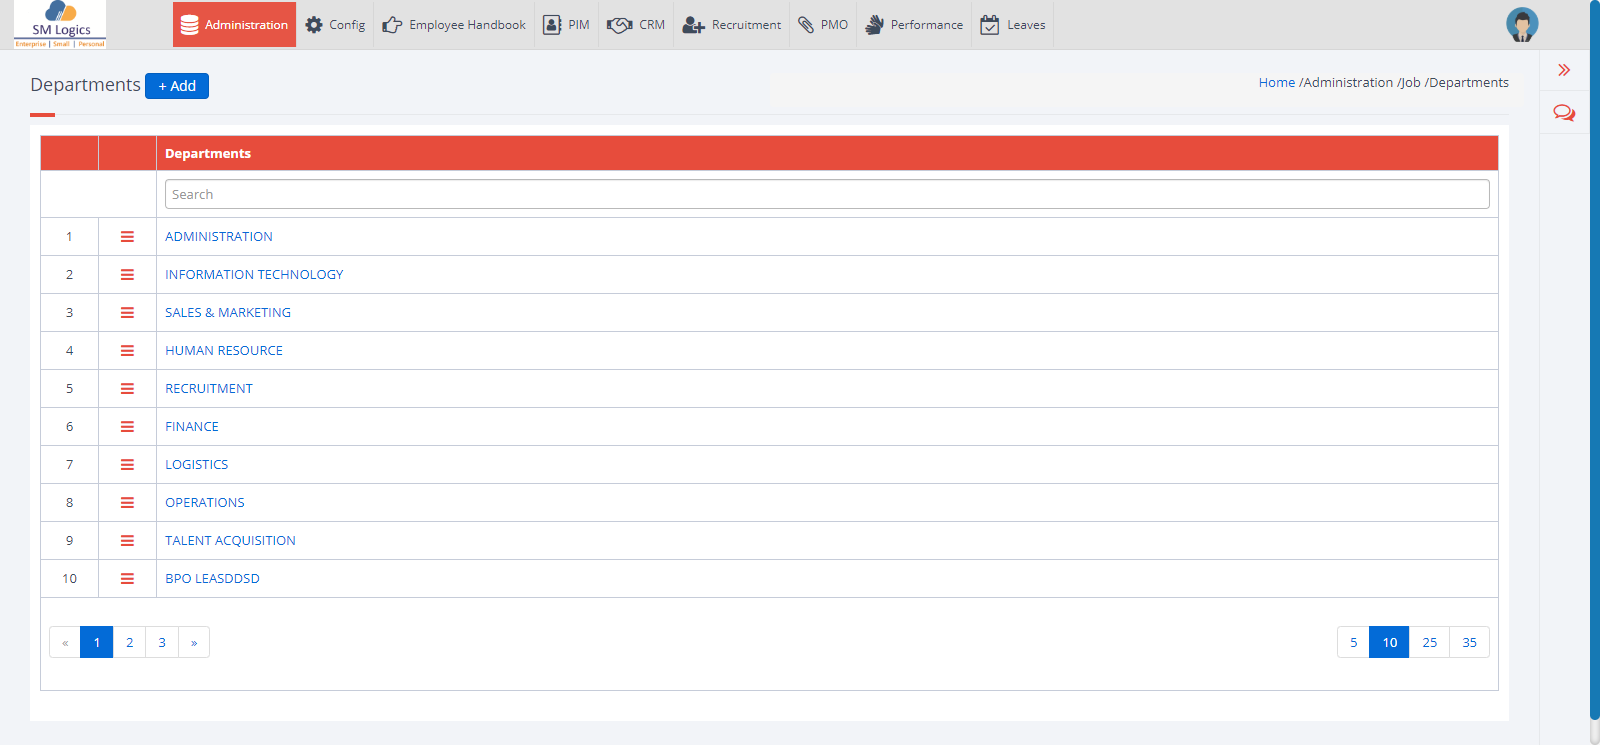 SM Logics
Enterprise | Small | Personal
Administration
Config
Employee Handbook
PIM
CRM
Recruitment
PMO
Performance
Leaves
Departments
+ Add
Home /Administration /Job /Departments
Departments
Search
1 ADMINISTRATION
2 INFORMATION TECHNOLOGY
3 SALES & MARKETING
4 HUMAN RESOURCE
5 RECRUITMENT
6 FINANCE
7 LOGISTICS
8 OPERATIONS
9 TALENT ACQUISITION
10 BPO LEASDDSD
« 1 2 3 »
5 10 25 35